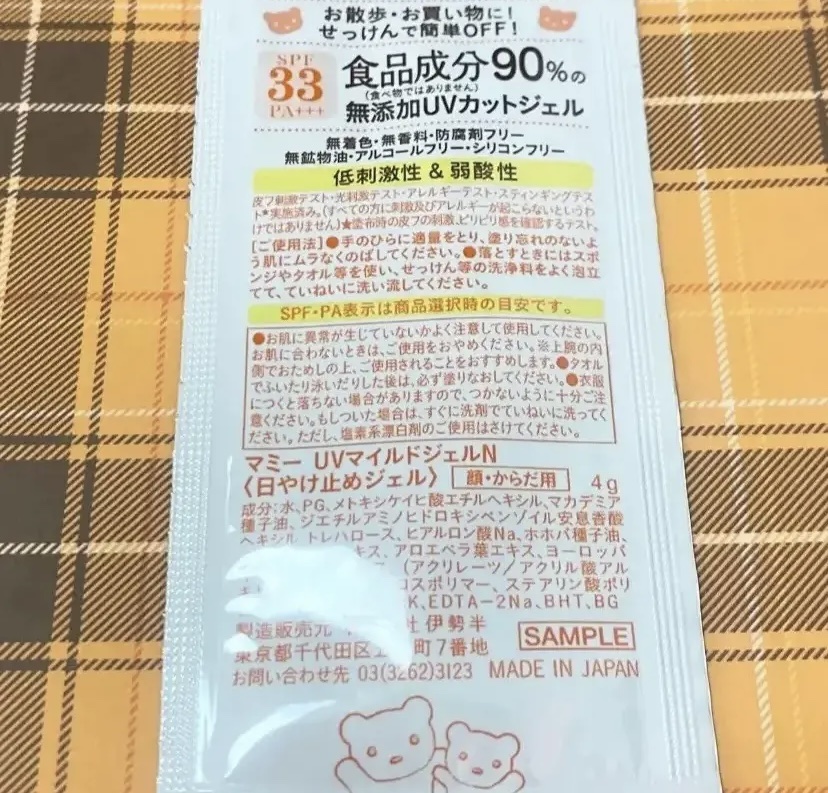 お散歩・お買い物に!
せっけんで簡単OFF!
SPF
33
PA+++
食品成分90%の
(食べ物ではありません)
無添加UVカットジェル
無着色・無香料・防腐剤フリー
無鉱物油・アルコールフリー・シリコンフリー
低刺激性 & 弱酸性
皮フ刺激テスト・光刺激テスト・アレルギーテスト・スティンギングテス
ト★実施済み。(すべての方に刺激及びアレルギーが起こらないというわ
けではありません)★塗布時の皮フの刺激、ピリピリ感を確認するテスト。
[ご使用法]●手のひらに適量をとり、塗り忘れのないよ
う肌にムラなくのばしてください。●落とすときにはスポ
ンジやタオル等を使い、せっけん等の洗浄料をよく泡立
てて、ていねいに洗い流してください。
SPF・PA表示は商品選択時の目安です。
●お肌に異常が生じていないかよく注意して使用してください。
お肌に合わないときは、ご使用をおやめください。※上腕の内
側でおためしの上、ご使用されることをおすすめします。●タオル
でふいたり泳いだりした後は、必ず塗りなおしてください。●衣服
につくと落ちない場合がありますので、つかないように十分ご注
意ください。もしついた場合は、すぐに洗剤でていねいに洗ってく
ださい。ただし、塩素系漂白剤のご使用はさけてください。
マミー UVマイルドジェルN
〈日やけ止めジェル〉 顔・からだ用 4g
成分:水、PG、メトキシケイヒ酸エチルヘキシル、マカデミア
種子油、ジエチルアミノヒドロキシベンゾイル安息香酸
ヘキシル、トレハロース、ヒアルロン酸Na、ホホバ種子油、
キス、アロエベラ葉エキス、ヨーロッパ
ス、(アクリレーツ/アクリル酸アル
コスポリマー、ステアリン酸ポリ
K、EDTA-2Na、BHT、BG
製造販売元 社伊勢半
東京都千代田区 町7番地
SAMPLE
お問い合わせ先 03(3262)3123 MADE IN JAPAN